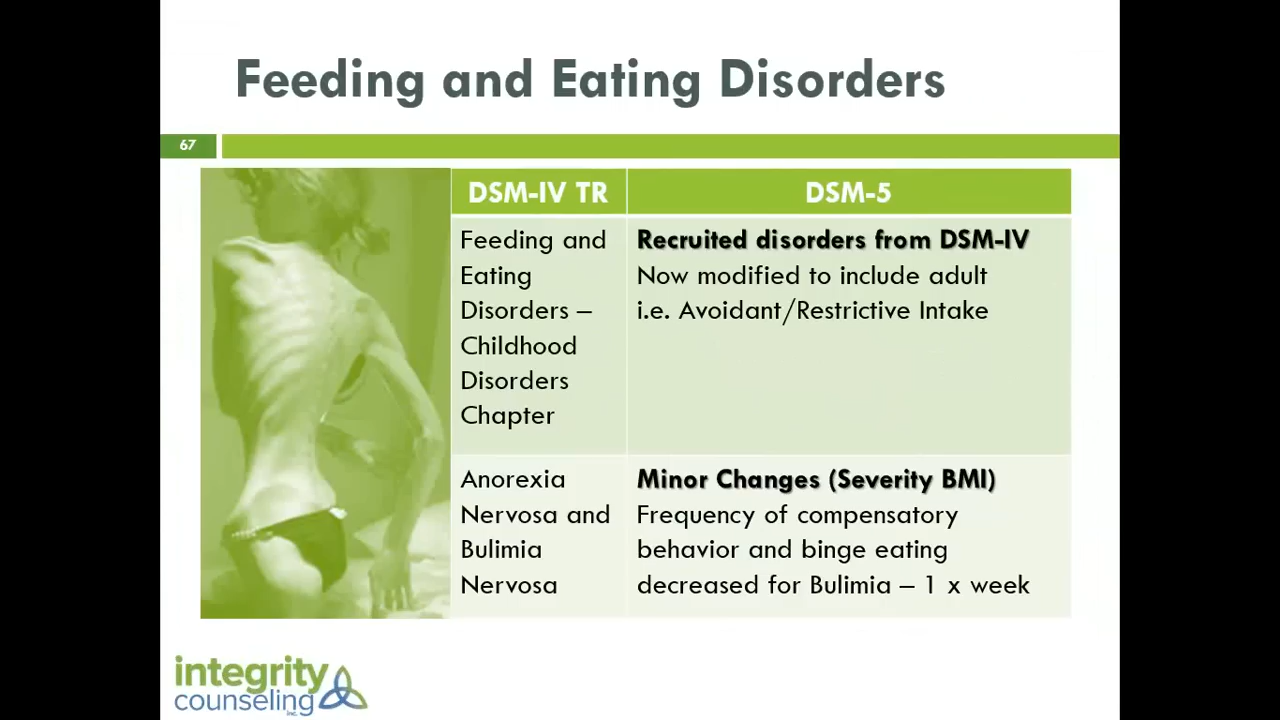 Feeding and Eating Disorders
67
DSM-IV TR
DSM-5
Feeding and
Eating
Disorders –
Childhood
Disorders
Chapter
Recruited disorders from DSM-IV
Now modified to include adult
i.e. Avoidant/Restrictive Intake
Anorexia
Nervosa and
Bulimia
Nervosa
Minor Changes (Severity BMI)
Frequency of compensatory
behavior and binge eating
decreased for Bulimia – 1 x week
integrity
counseling
inc.